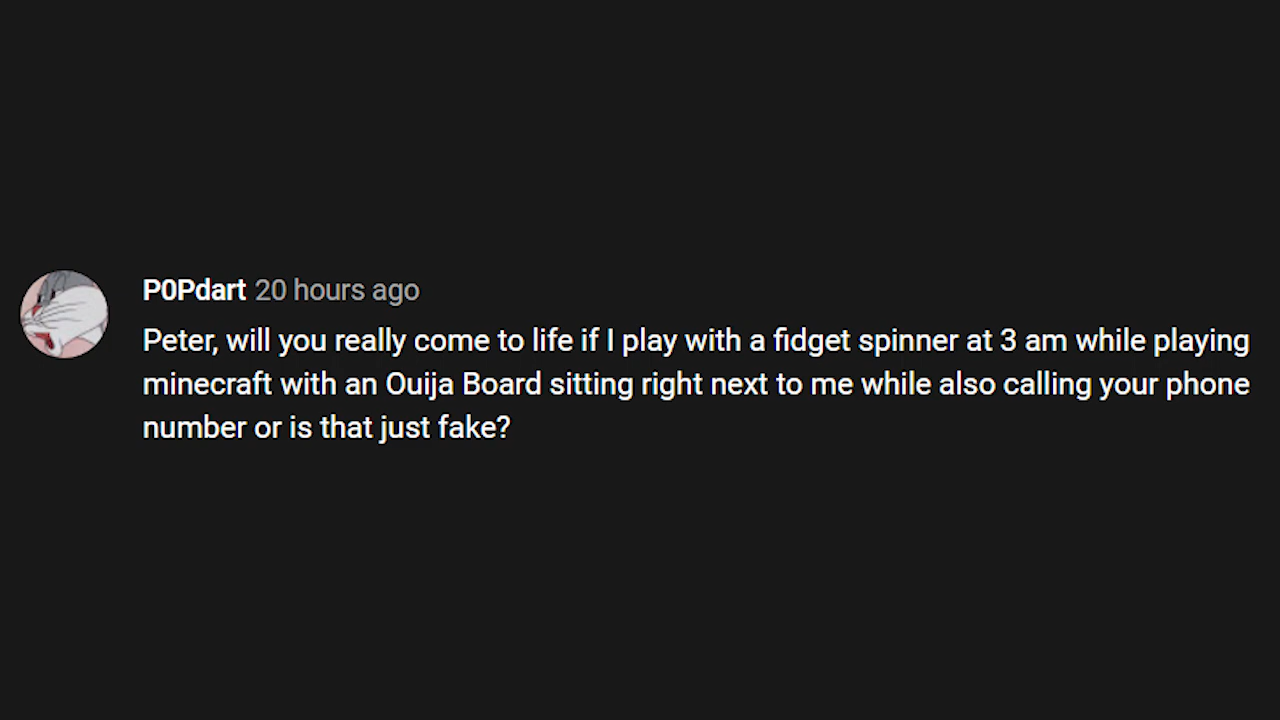 P0Pdart 20 hours ago
Peter, will you really come to life if I play with a fidget spinner at 3 am while playing
minecraft with an Ouija Board sitting right next to me while also calling your phone
number or is that just fake?